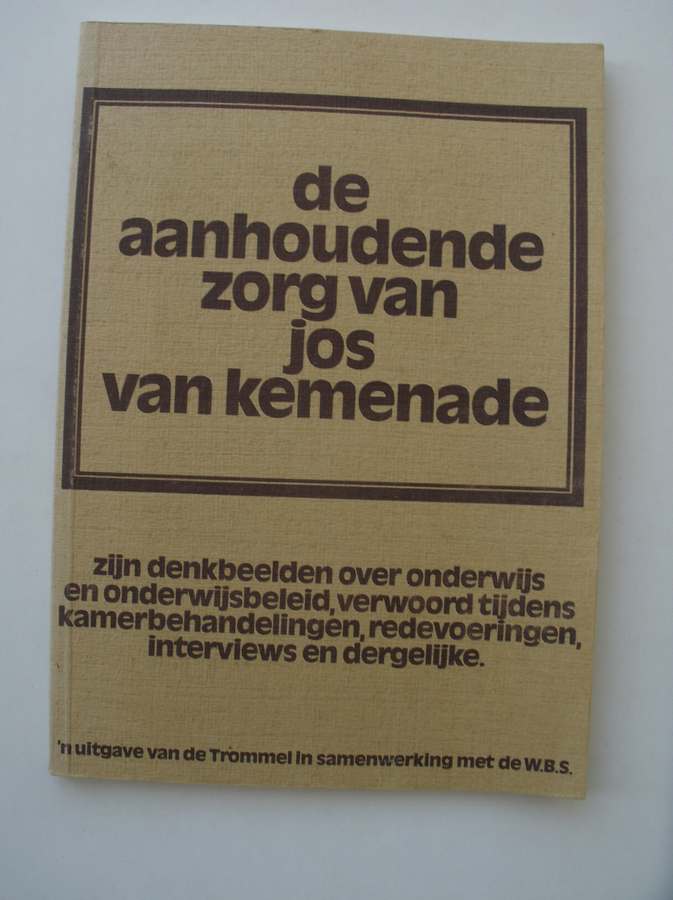 de
aanhoudende
zorg van
jos
van kemenade
zijn denkbeelden over onderwijs
en onderwijsbeleid, verwoord tijdens
kamerbehandelingen, redevoeringen,
interviews en dergelijke.
'n uitgave van de Trommel in samenwerking met de W.B.S.